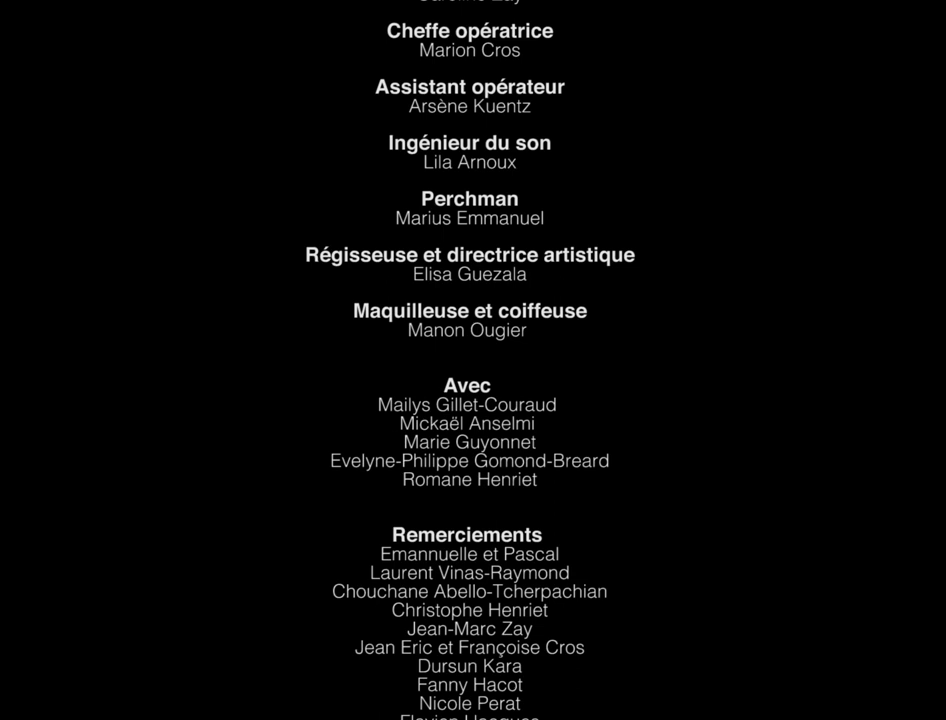 Cheffe opératrice
Marion Cros
Assistant opérateur
Arsène Kuentz
Ingénieur du son
Lila Arnoux
Perchman
Marius Emmanuel
Régisseuse et directrice artistique
Elisa Guezala
Maquilleuse et coiffeuse
Manon Ougier
Avec
Mailys Gillet-Couraud
Mickaël Anselmi
Marie Guyonnet
Evelyne-Philippe Gomond-Breard
Romane Henriet
Remerciements
Emannuelle et Pascal
Laurent Vinas-Raymond
Chouchane Abello-Tcherpachian
Christophe Henriet
Jean-Marc Zay
Jean Eric et Françoise Cros
Dursun Kara
Fanny Hacot
Nicole Perat